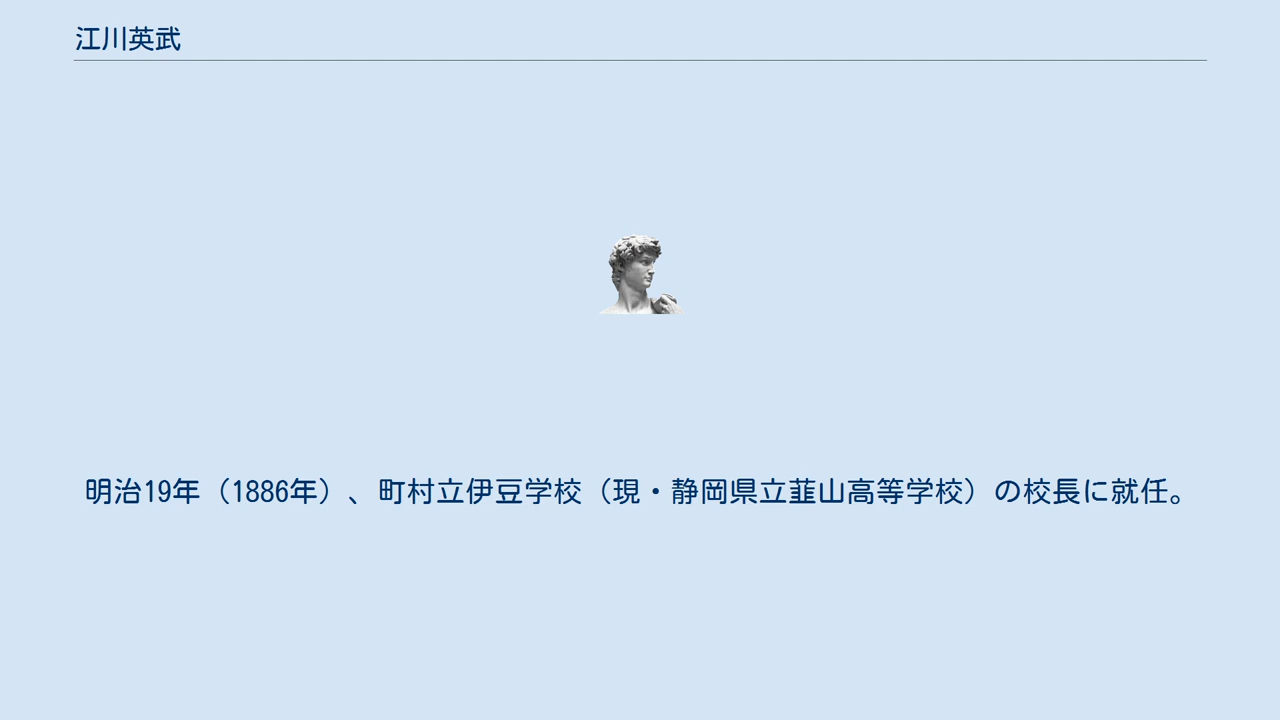 江川英武
明治19年（1886年）、町村立伊豆学校（現・静岡県立韮山高等学校）の校長に就任。